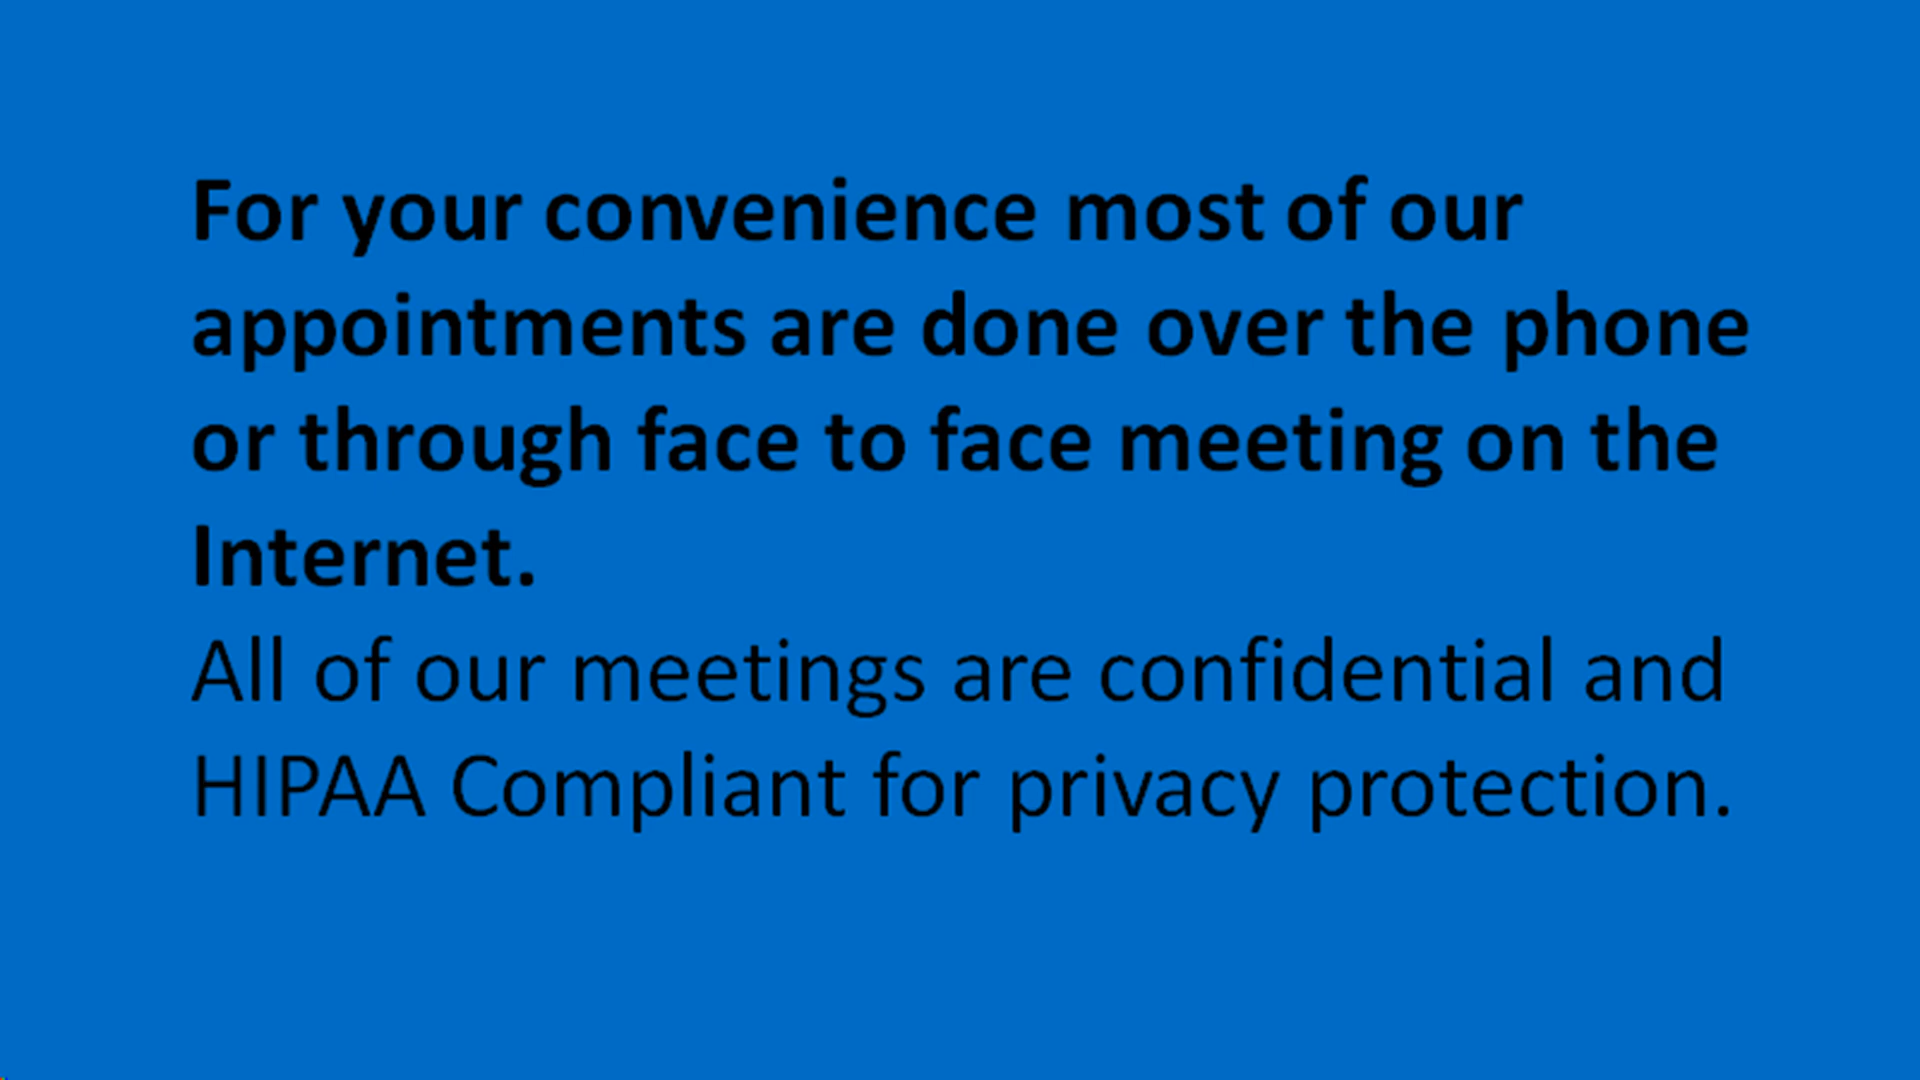 For your convenience most of our
appointments are done over the phone
or through face to face meeting on the
Internet.
All of our meetings are confidential and
HIPAA Compliant for privacy protection.